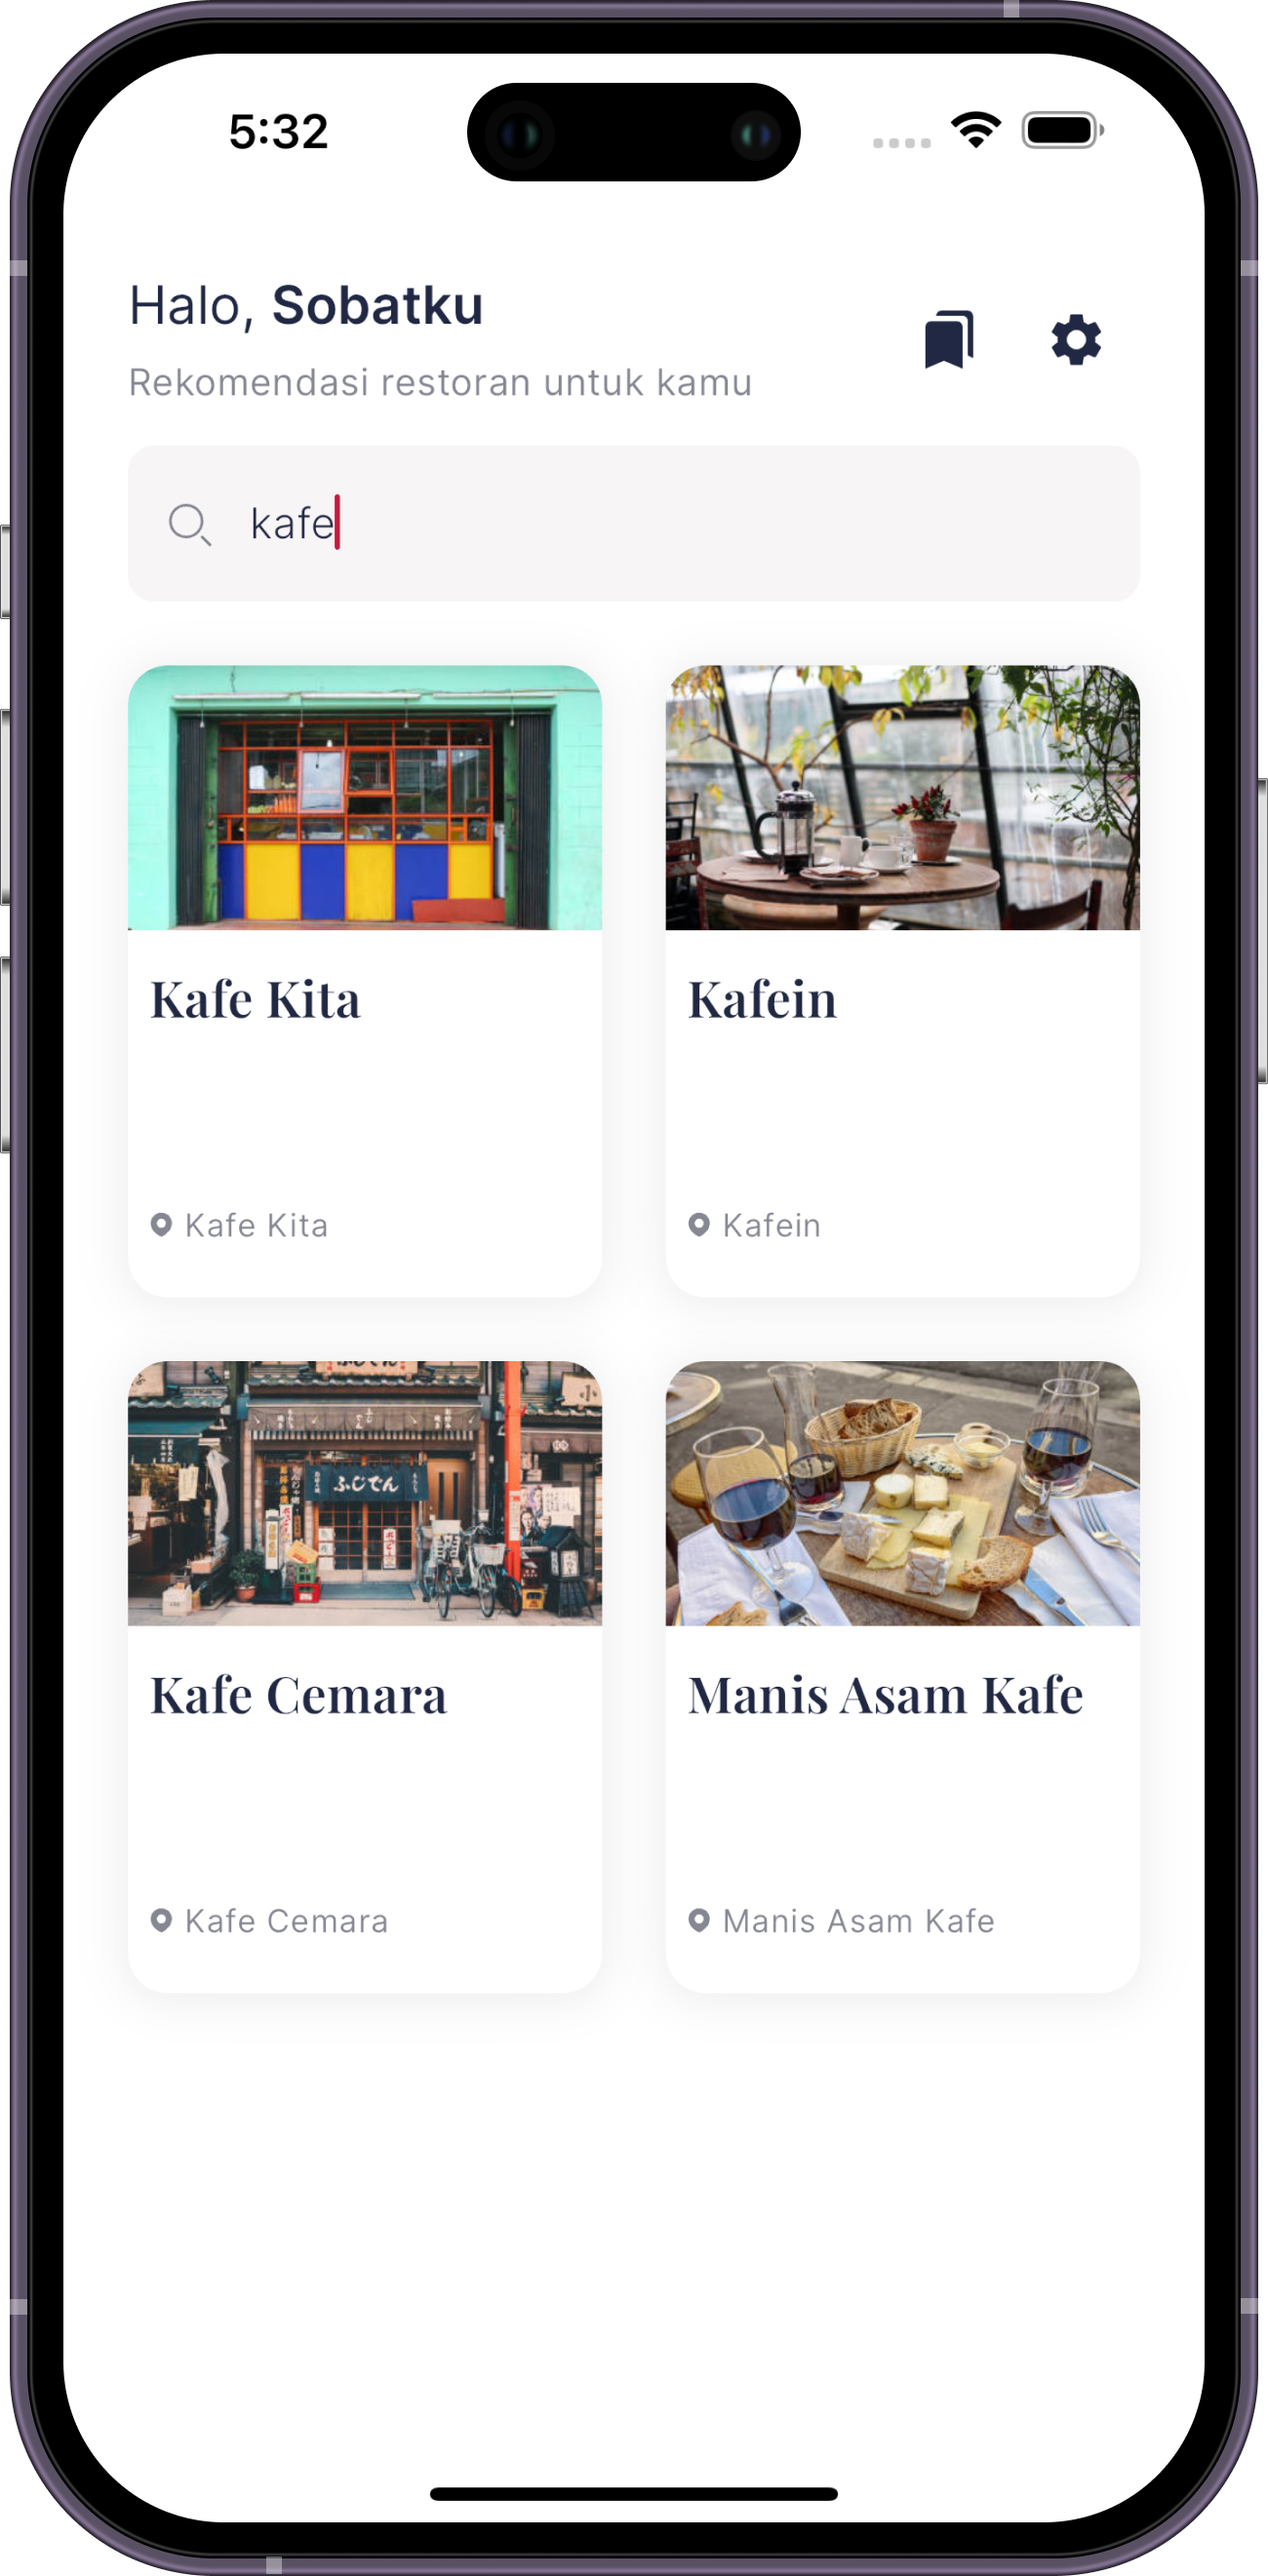 5:32
Halo, Sobatku
Rekomendasi restoran untuk kamu
kafe
Kafe Kita
Kafein
Kafe Kita
Kafein
ふじでん
Kafe Cemara
Manis Asam Kafe
Kafe Cemara
Manis Asam Kafe